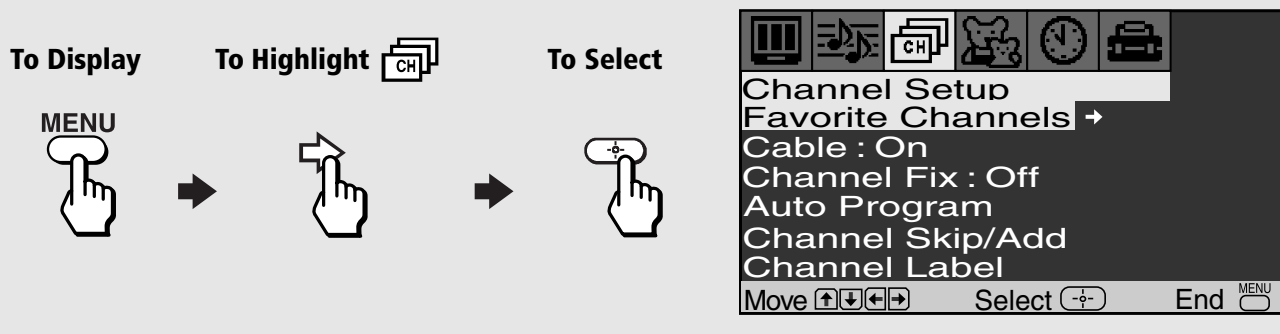 To Display
MENU
To Highlight CH
To Select
CH
Channel Setup
Favorite Channels
Cable : On
Channel Fix : Off
Auto Program
Channel Skip/Add
Channel Label
Move Select End MENU